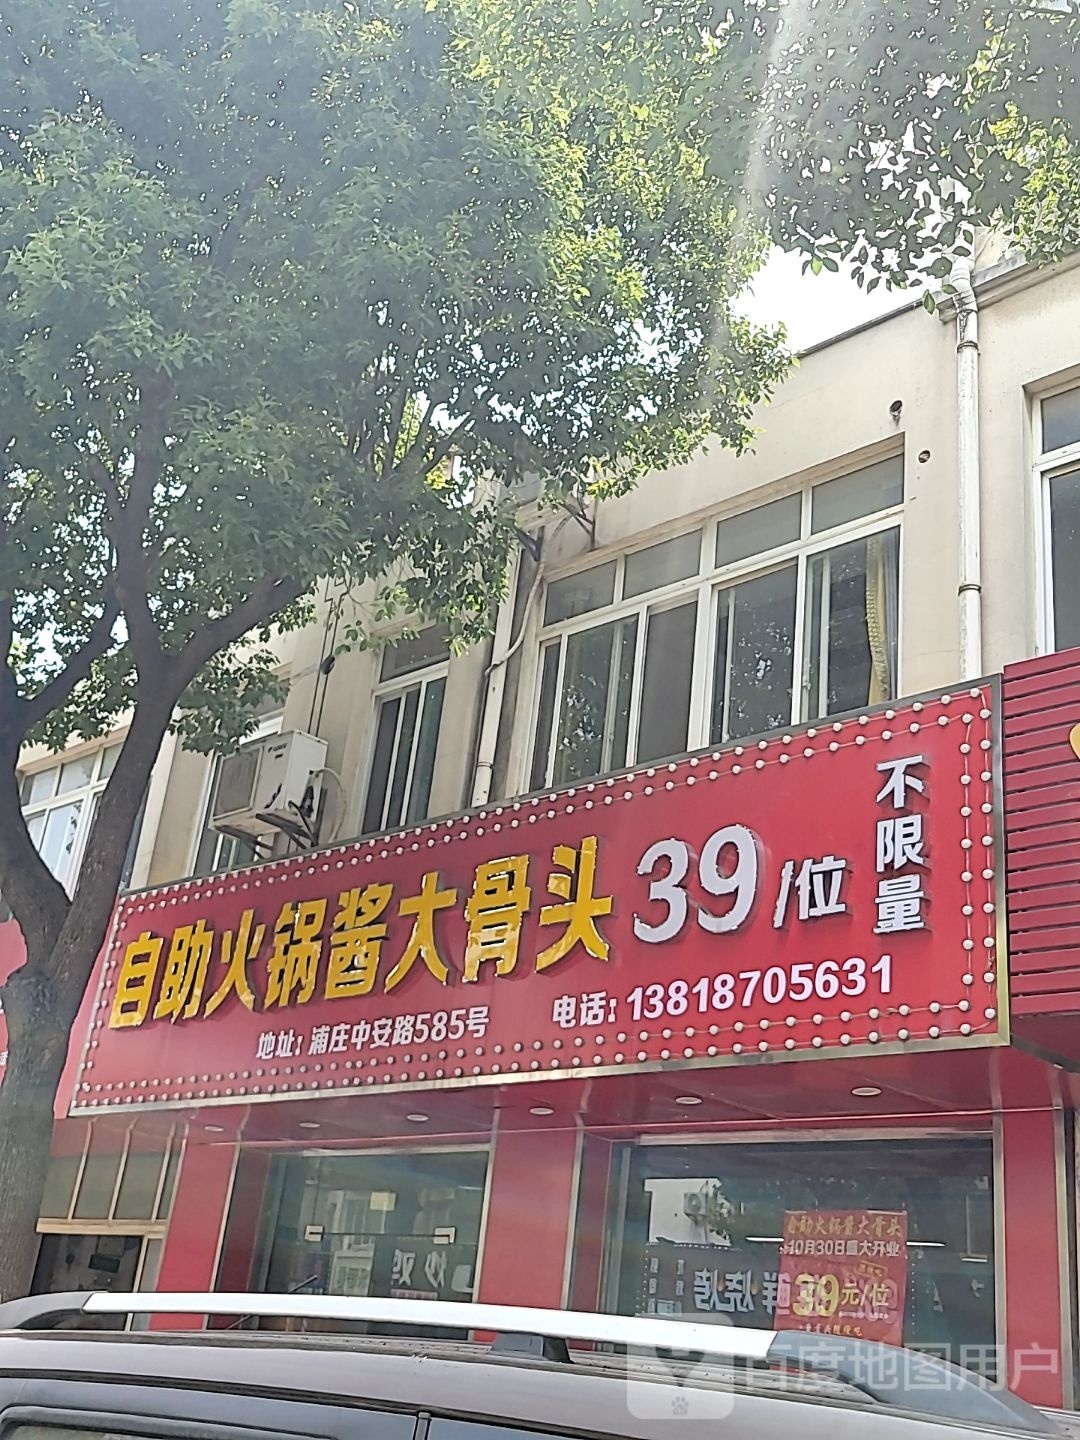 自助火锅酱大骨头 39/位 不限量
地址：浦庄中安路585号 电话：13818705631
自助火锅酱大骨头
10月30日盛大开业
39元/位
百度地图用户